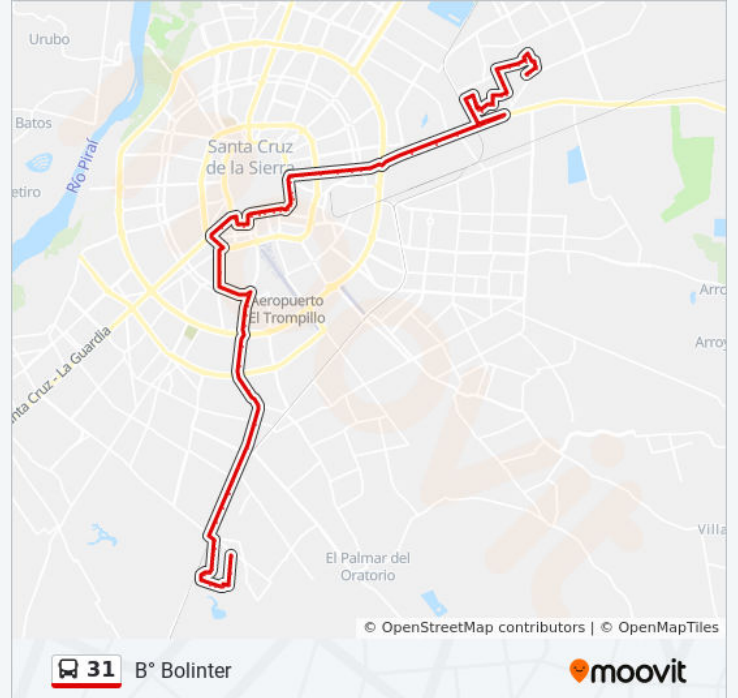 Urubo
Batos
Río Piraí
etiro
Santa Cruz
de la Sierra
Aeropuerto
El Trompillo
Arro
Arroy
nta Cruz - La Guardia
El Palmar del
Oratorio
Villa
© OpenStreetMap contributors | © OpenMapTiles
31 B° Bolinter
moovit